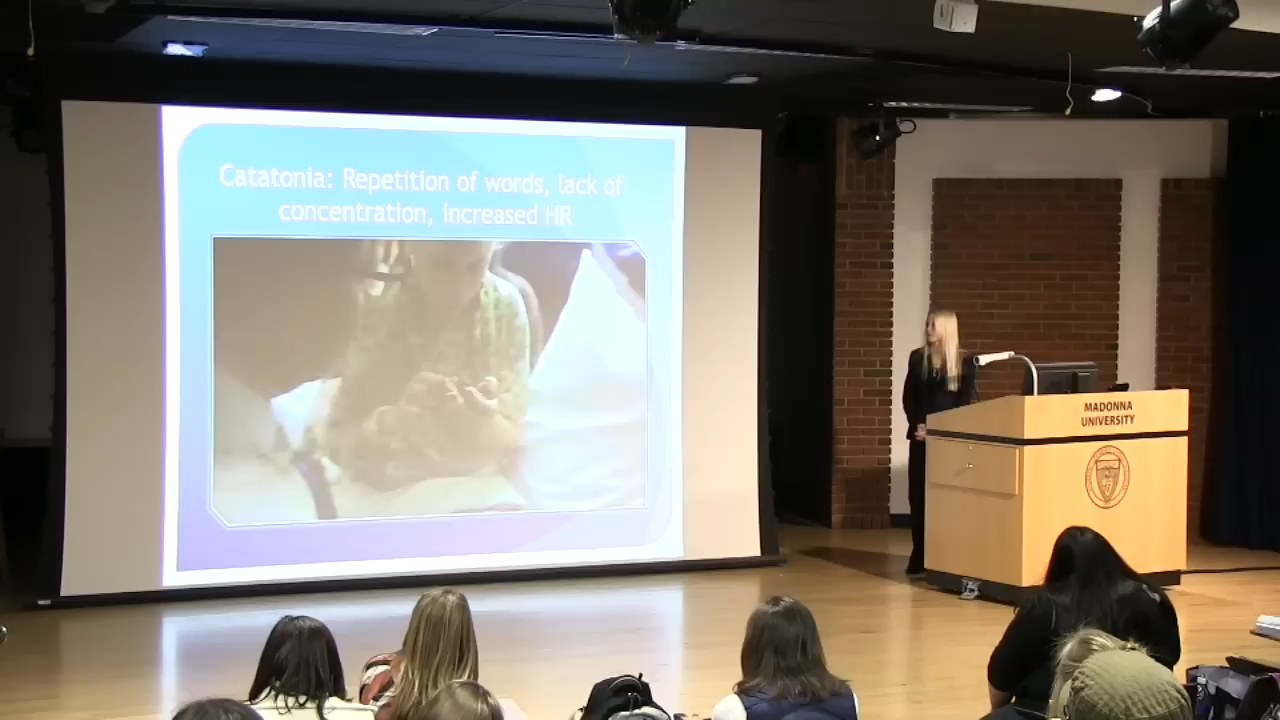 Catatonia: Repetition of words, lack of
concentration, increased HR
MADONNA
UNIVERSITY